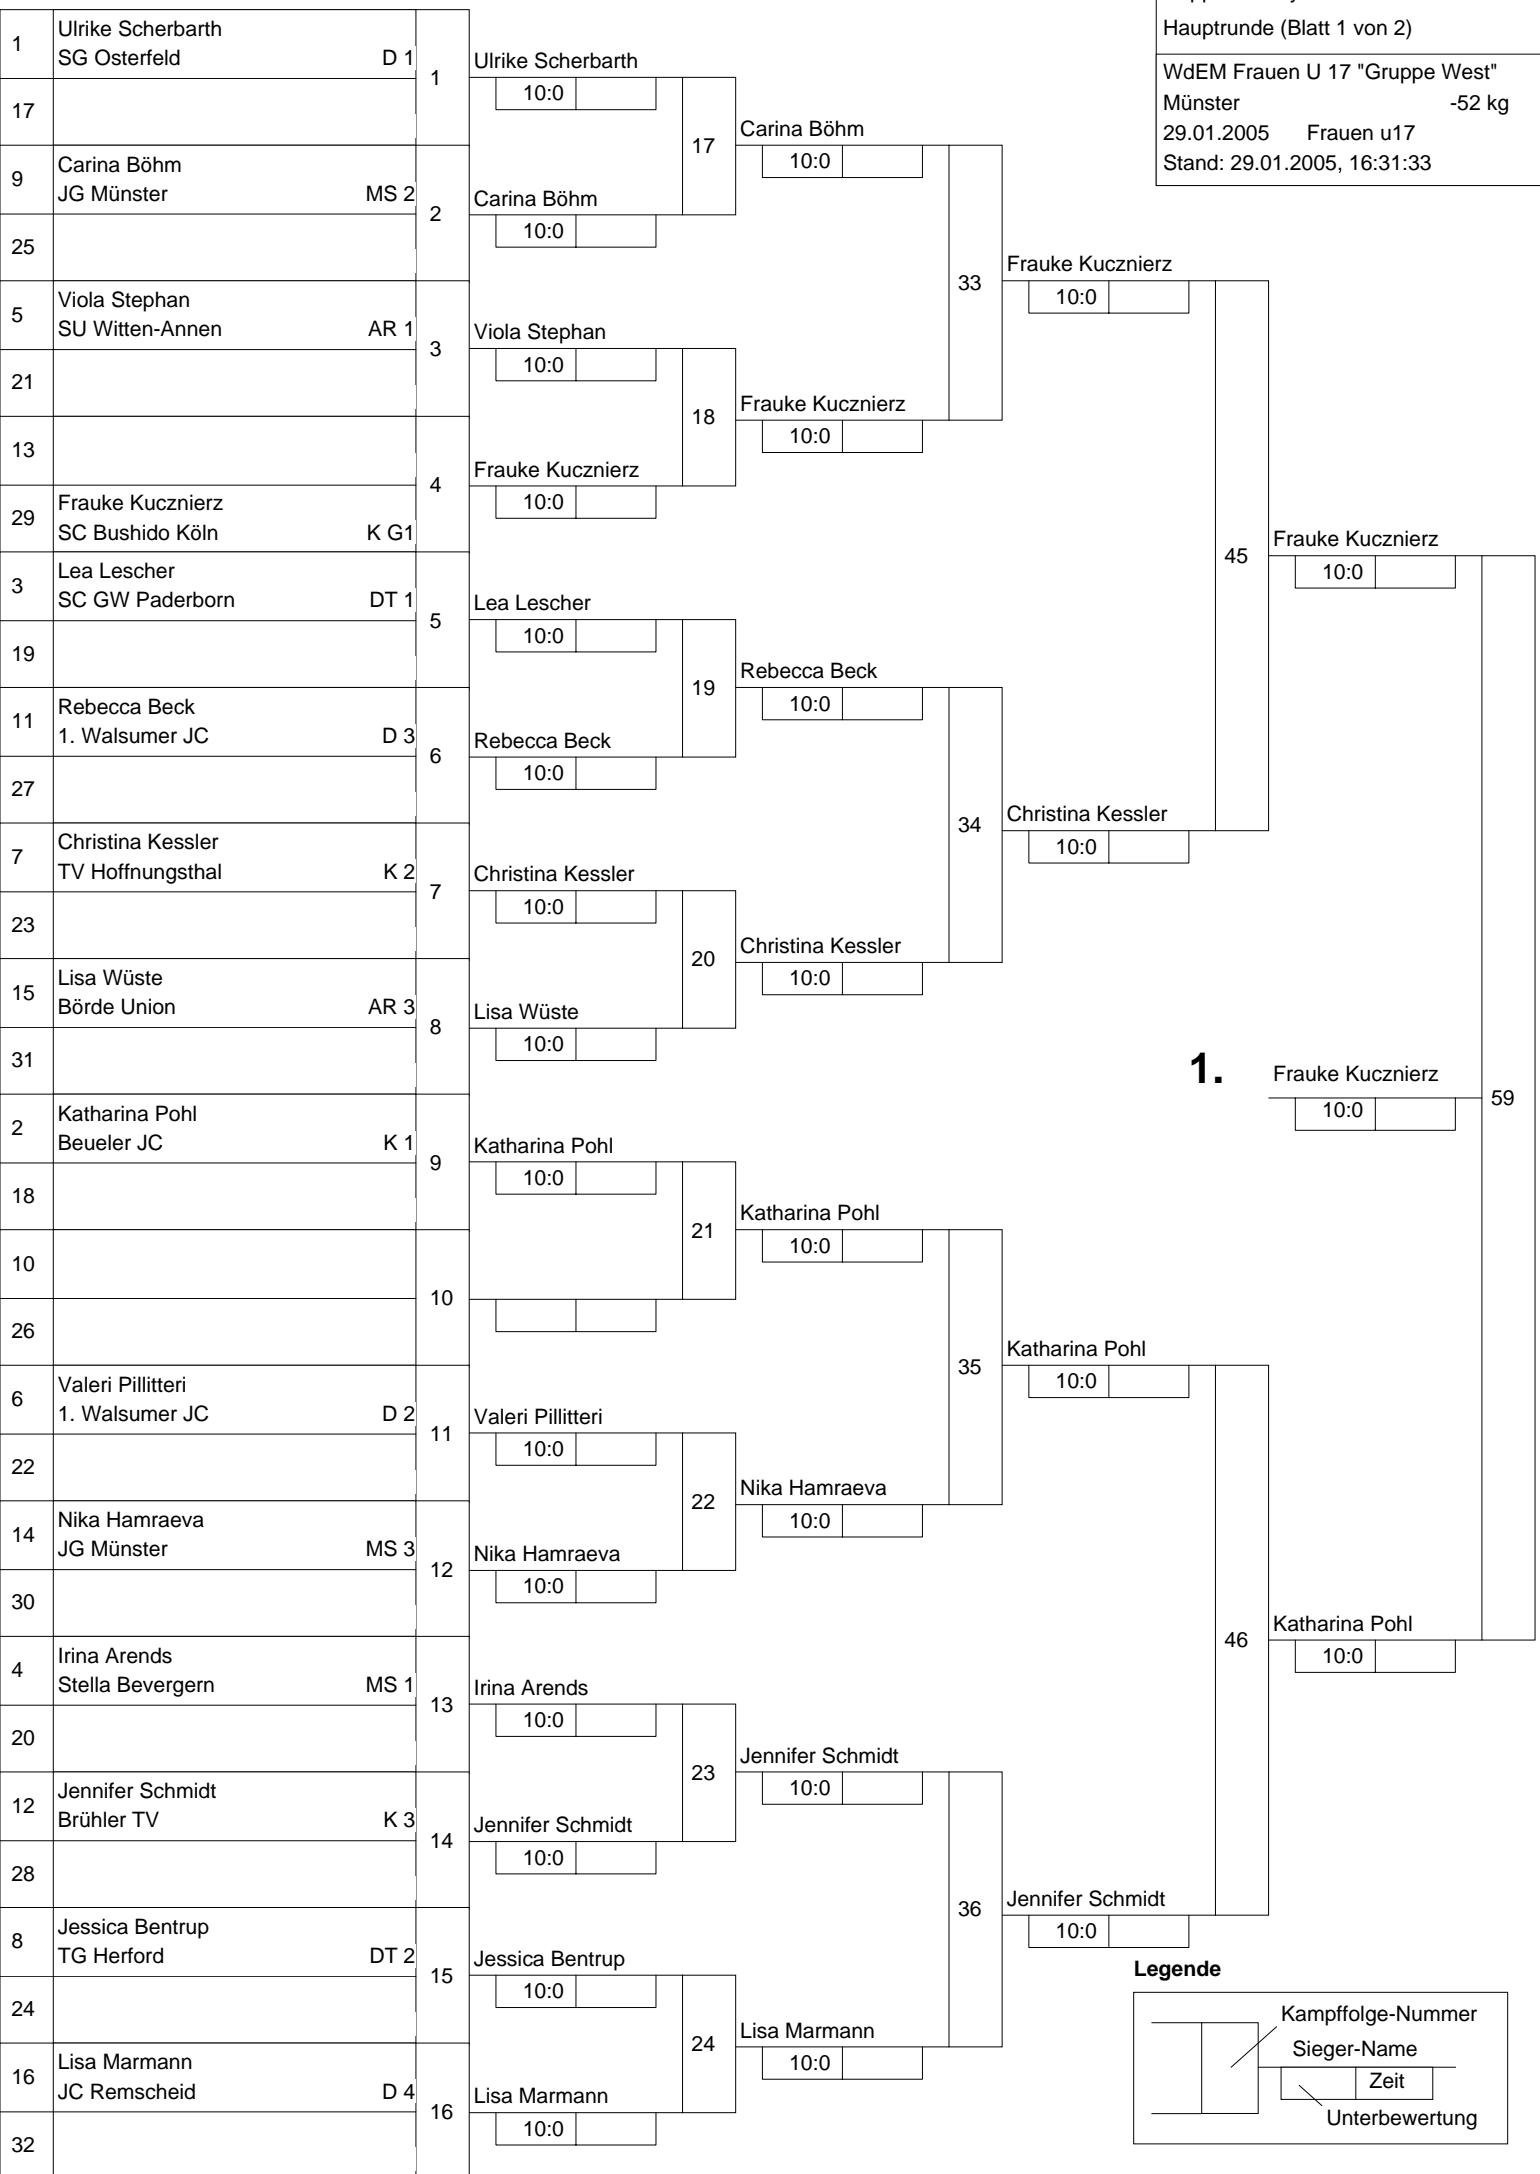 Hauptrunde (Blatt 1 von 2)
WdEM Frauen U 17 "Gruppe West"
Münster -52 kg
29.01.2005 Frauen u17
Stand: 29.01.2005, 16:31:33
1 Ulrike Scherbarth
SG Osterfeld D 1
1
17
9 Carina Böhm
JG Münster MS 2
2
25
5 Viola Stephan
SU Witten-Annen AR 1
3
21
13
4
29 Frauke Kucznierz
SC Bushido Köln K G1
3 Lea Lescher
SC GW Paderborn DT 1
5
19
11 Rebecca Beck
1. Walsumer JC D 3
6
27
7 Christina Kessler
TV Hoffnungsthal K 2
7
23
15 Lisa Wüste
Börde Union AR 3
8
31
2 Katharina Pohl
Beueler JC K 1
9
18
10
10
26
6 Valeri Pillitteri
1. Walsumer JC D 2
11
22
14 Nika Hamraeva
JG Münster MS 3
12
30
4 Irina Arends
Stella Bevergern MS 1
13
20
12 Jennifer Schmidt
Brühler TV K 3
14
28
8 Jessica Bentrup
TG Herford DT 2
15
24
16 Lisa Marmann
JC Remscheid D 4
16
32
Ulrike Scherbarth
10:0
17
Carina Böhm
10:0
Viola Stephan
10:0
18
Frauke Kucznierz
10:0
Lea Lescher
10:0
19
Rebecca Beck
10:0
Christina Kessler
10:0
20
Lisa Wüste
10:0
Katharina Pohl
10:0
21
Valeri Pillitteri
10:0
22
Nika Hamraeva
10:0
Irina Arends
10:0
23
Jennifer Schmidt
10:0
Jessica Bentrup
10:0
24
Lisa Marmann
10:0
Carina Böhm
10:0
33
Frauke Kucznierz
10:0
Rebecca Beck
10:0
34
Christina Kessler
10:0
Katharina Pohl
10:0
35
Nika Hamraeva
10:0
Jennifer Schmidt
10:0
36
Lisa Marmann
10:0
Frauke Kucznierz
10:0
45
Christina Kessler
10:0
Katharina Pohl
10:0
46
Jennifer Schmidt
10:0
Frauke Kucznierz
10:0
1. Frauke Kucznierz
10:0
59
Katharina Pohl
10:0
Legende
Kampffolge-Nummer
Sieger-Name
Zeit
Unterbewertung